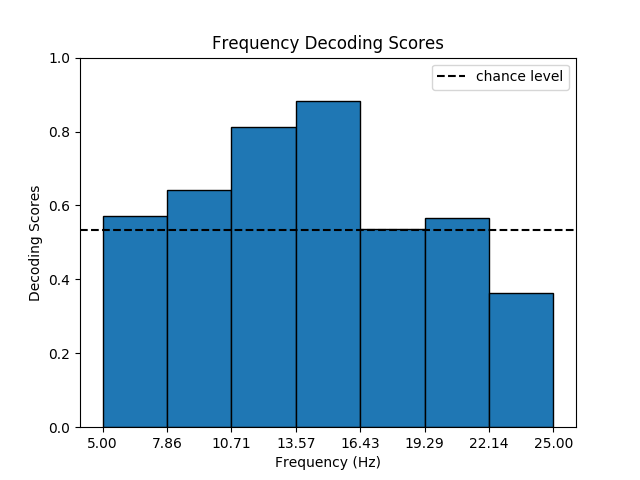 Frequency Decoding Scores
chance level
1.0
0.8
0.6
0.4
0.2
0.0
Decoding Scores
5.00 7.86 10.71 13.57 16.43 19.29 22.14 25.00
Frequency (Hz)